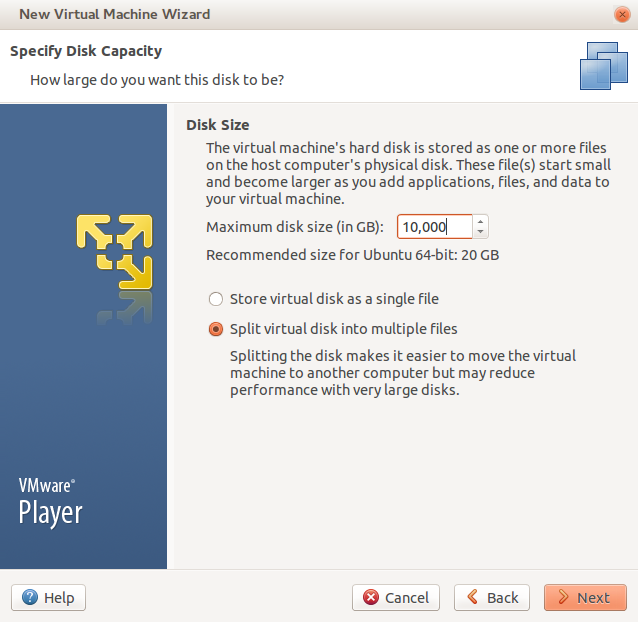 New Virtual Machine Wizard
Specify Disk Capacity
How large do you want this disk to be?
Disk Size
The virtual machine's hard disk is stored as one or more files
on the host computer's physical disk. These file(s) start small
and become larger as you add applications, files, and data to
your virtual machine.
Maximum disk size (in GB): 10,000
Recommended size for Ubuntu 64-bit: 20 GB
Store virtual disk as a single file
Split virtual disk into multiple files
Splitting the disk makes it easier to move the virtual
machine to another computer but may reduce
performance with very large disks.
VMware®
Player
Help Cancel Back Next